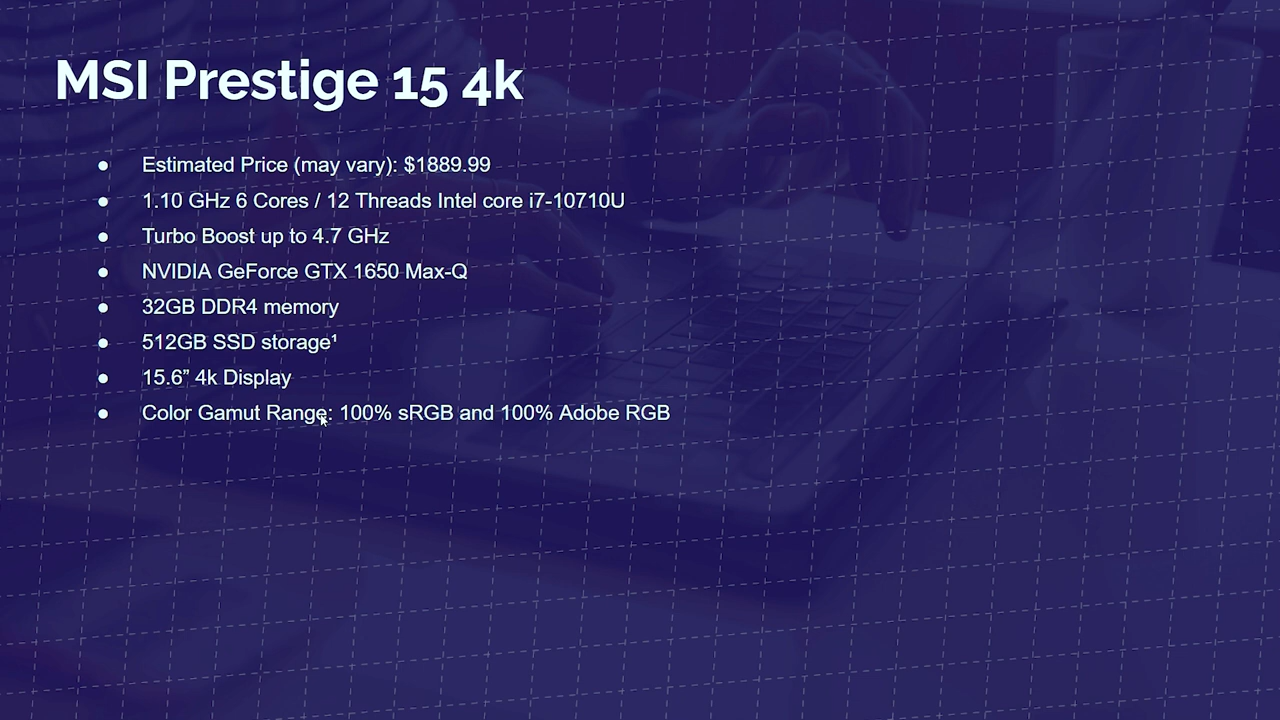 MSI Prestige 15 4k
● Estimated Price (may vary): $1889.99
● 1.10 GHz 6 Cores / 12 Threads Intel core i7-10710U
● Turbo Boost up to 4.7 GHz
● NVIDIA GeForce GTX 1650 Max-Q
● 32GB DDR4 memory
● 512GB SSD storage¹
● 15.6” 4k Display
● Color Gamut Range: 100% sRGB and 100% Adobe RGB